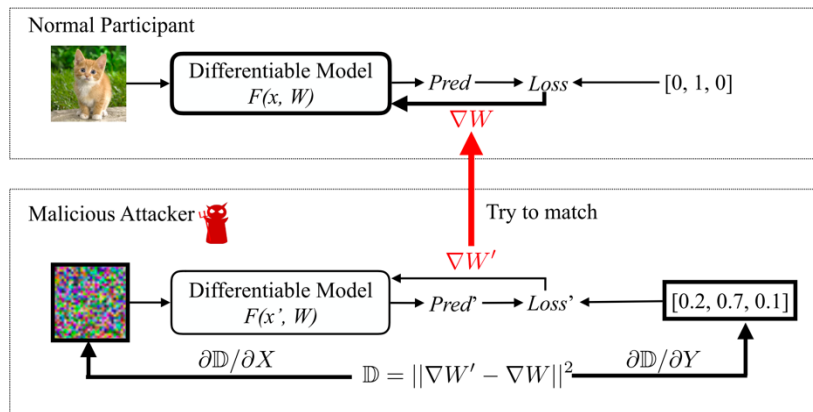 Normal Participant
Differentiable Model
F(x, W)
Pred
Loss
[0, 1, 0]
∇W
Try to match
Malicious Attacker
∇W′
Differentiable Model
F(x’, W)
Pred’
Loss’
[0.2, 0.7, 0.1]
∂𝔻/∂X
𝔻 = ||∇W′ − ∇W||²
∂𝔻/∂Y